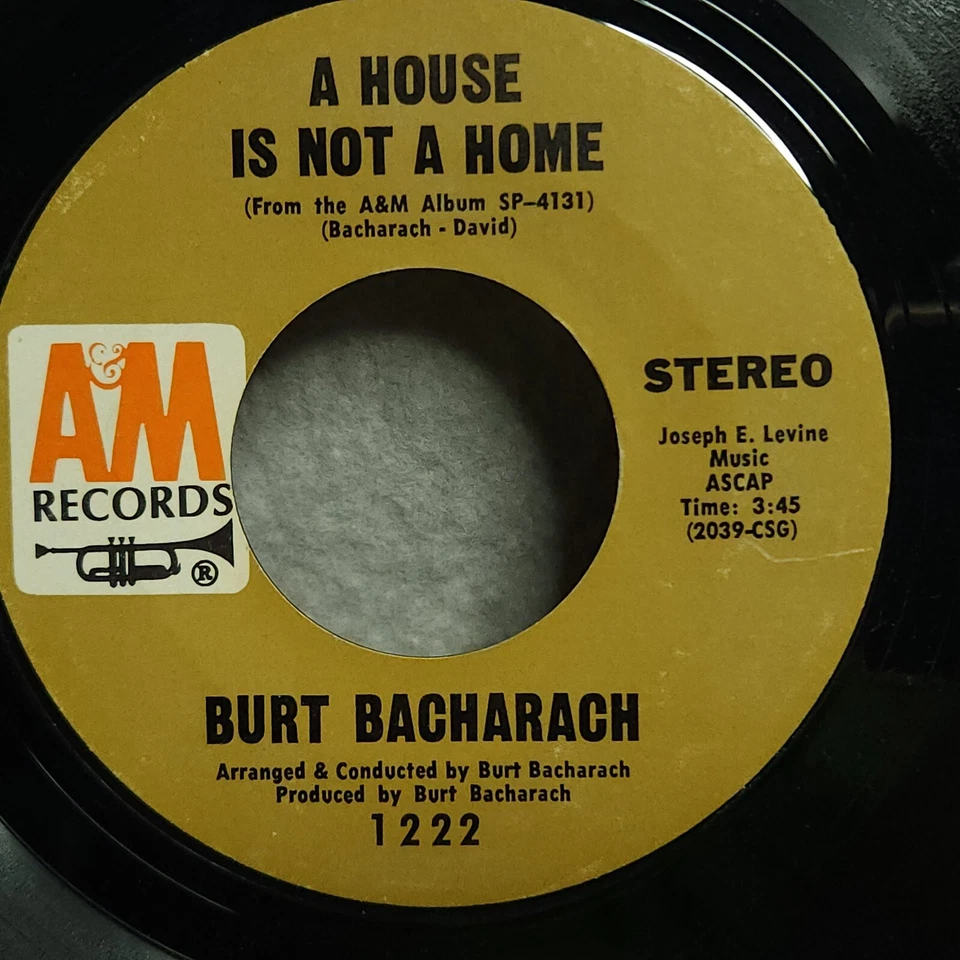 A HOUSE
IS NOT A HOME
(From the A&M Album SP-4131)
(Bacharach - David)
A&M
RECORDS
®
STEREO
Joseph E. Levine
Music
ASCAP
Time: 3:45
(2039-CSG)
BURT BACHARACH
Arranged & Conducted by Burt Bacharach
Produced by Burt Bacharach
1222